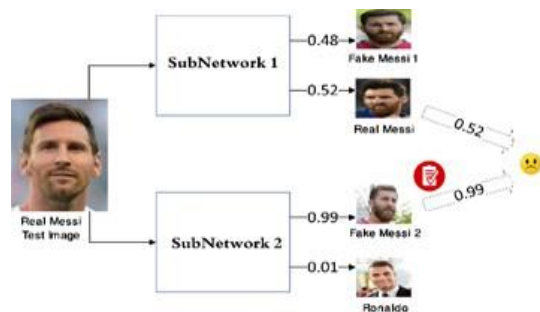 0.48
Fake Messi 1
SubNetwork 1
0.52
Real Messi
0.52
Real Messi
Test Image
0.99
0.99
Fake Messi 2
SubNetwork 2
0.01
Ronaldo